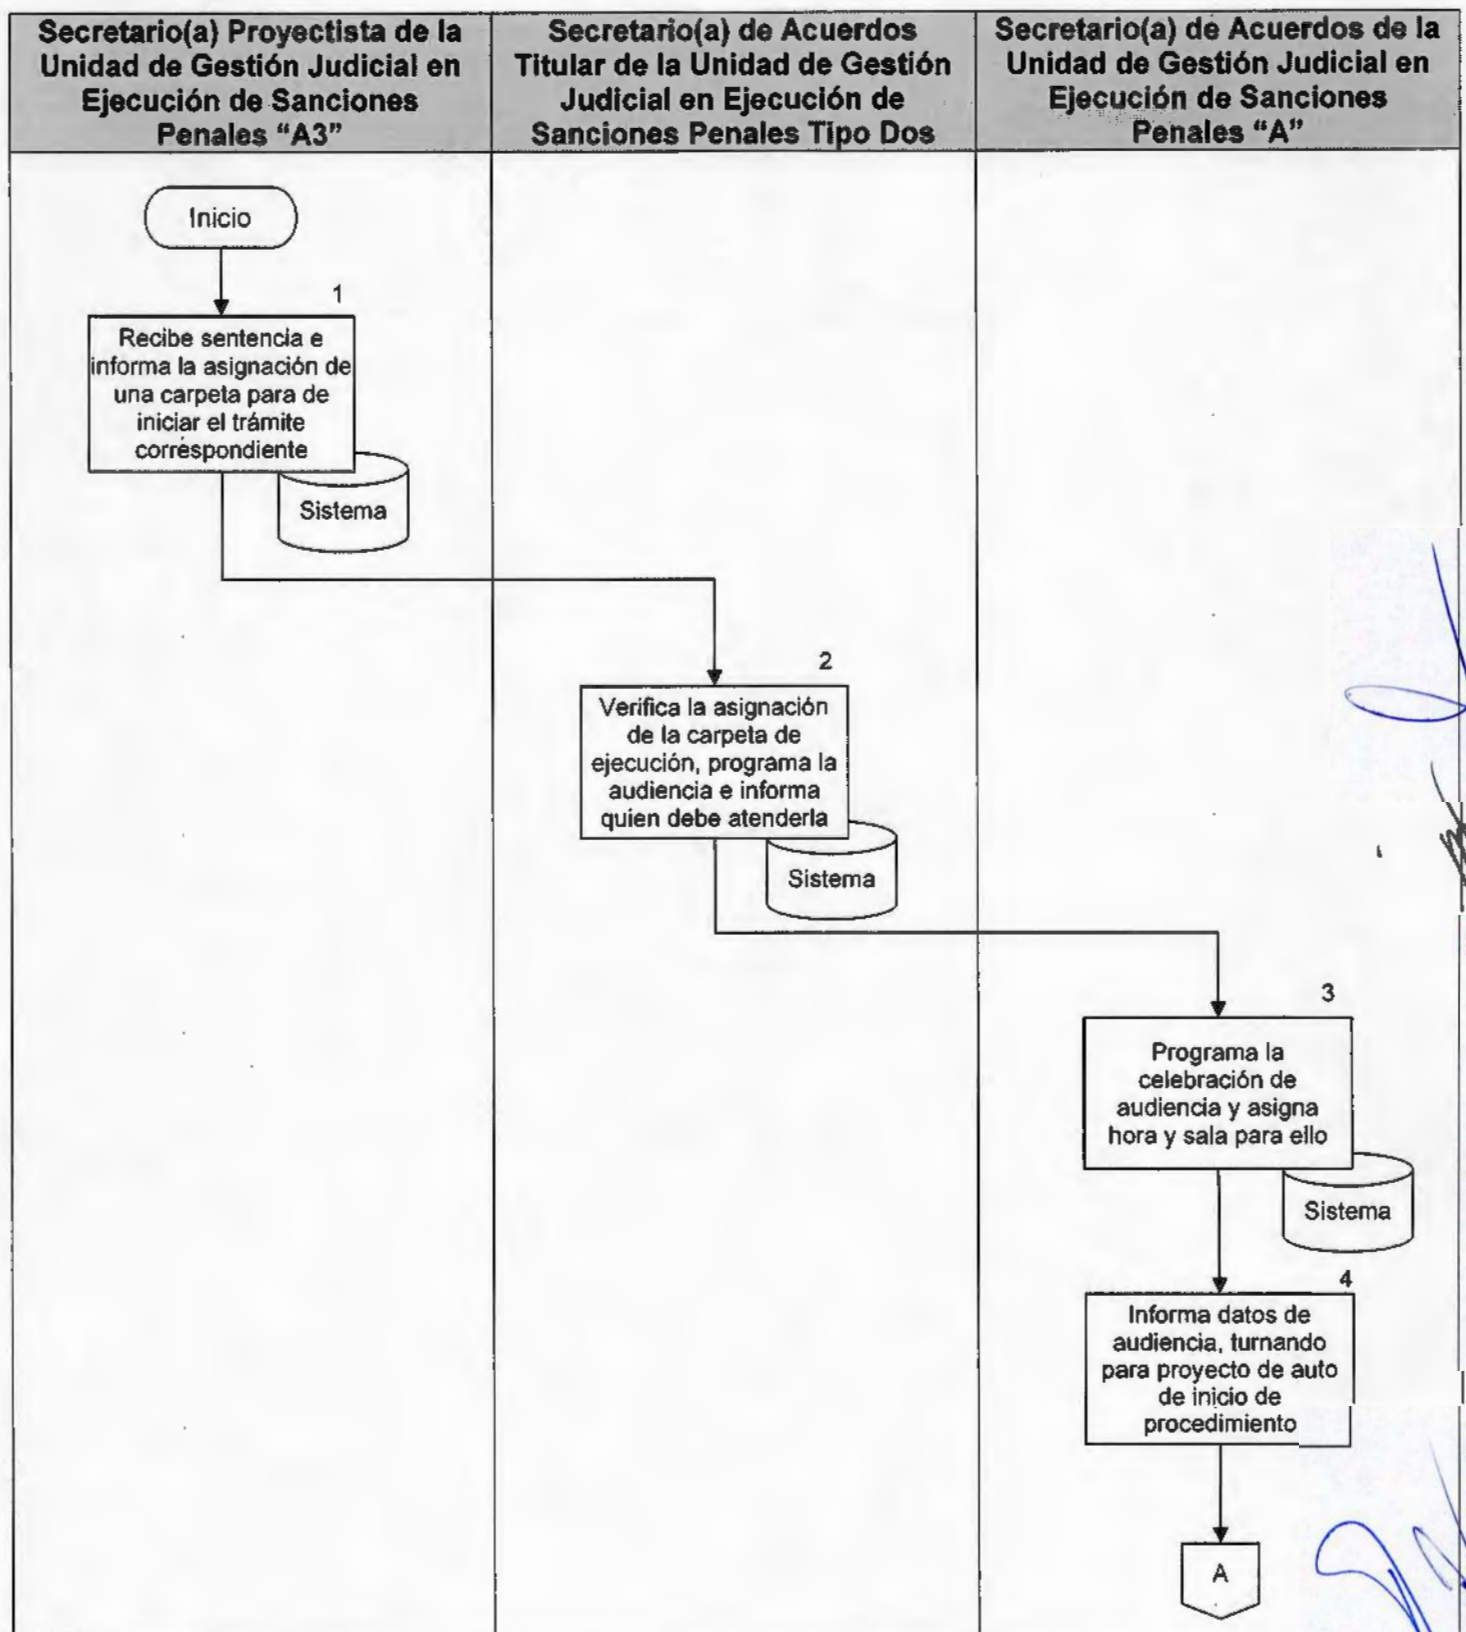 Secretario(a) Proyectista de la
Unidad de Gestión Judicial en
Ejecución de Sanciones
Penales “A3”
Secretario(a) de Acuerdos
Titular de la Unidad de Gestión
Judicial en Ejecución de
Sanciones Penales Tipo Dos
Secretario(a) de Acuerdos de la
Unidad de Gestión Judicial en
Ejecución de Sanciones
Penales “A”
Inicio
1
Recibe sentencia e
informa la asignación de
una carpeta para de
iniciar el trámite
correspondiente
Sistema
2
Verifica la asignación
de la carpeta de
ejecución, programa la
audiencia e informa
quien debe atenderla
Sistema
3
Programa la
celebración de
audiencia y asigna
hora y sala para ello
Sistema
4
Informa datos de
audiencia, turnando
para proyecto de auto
de inicio de
procedimiento
A